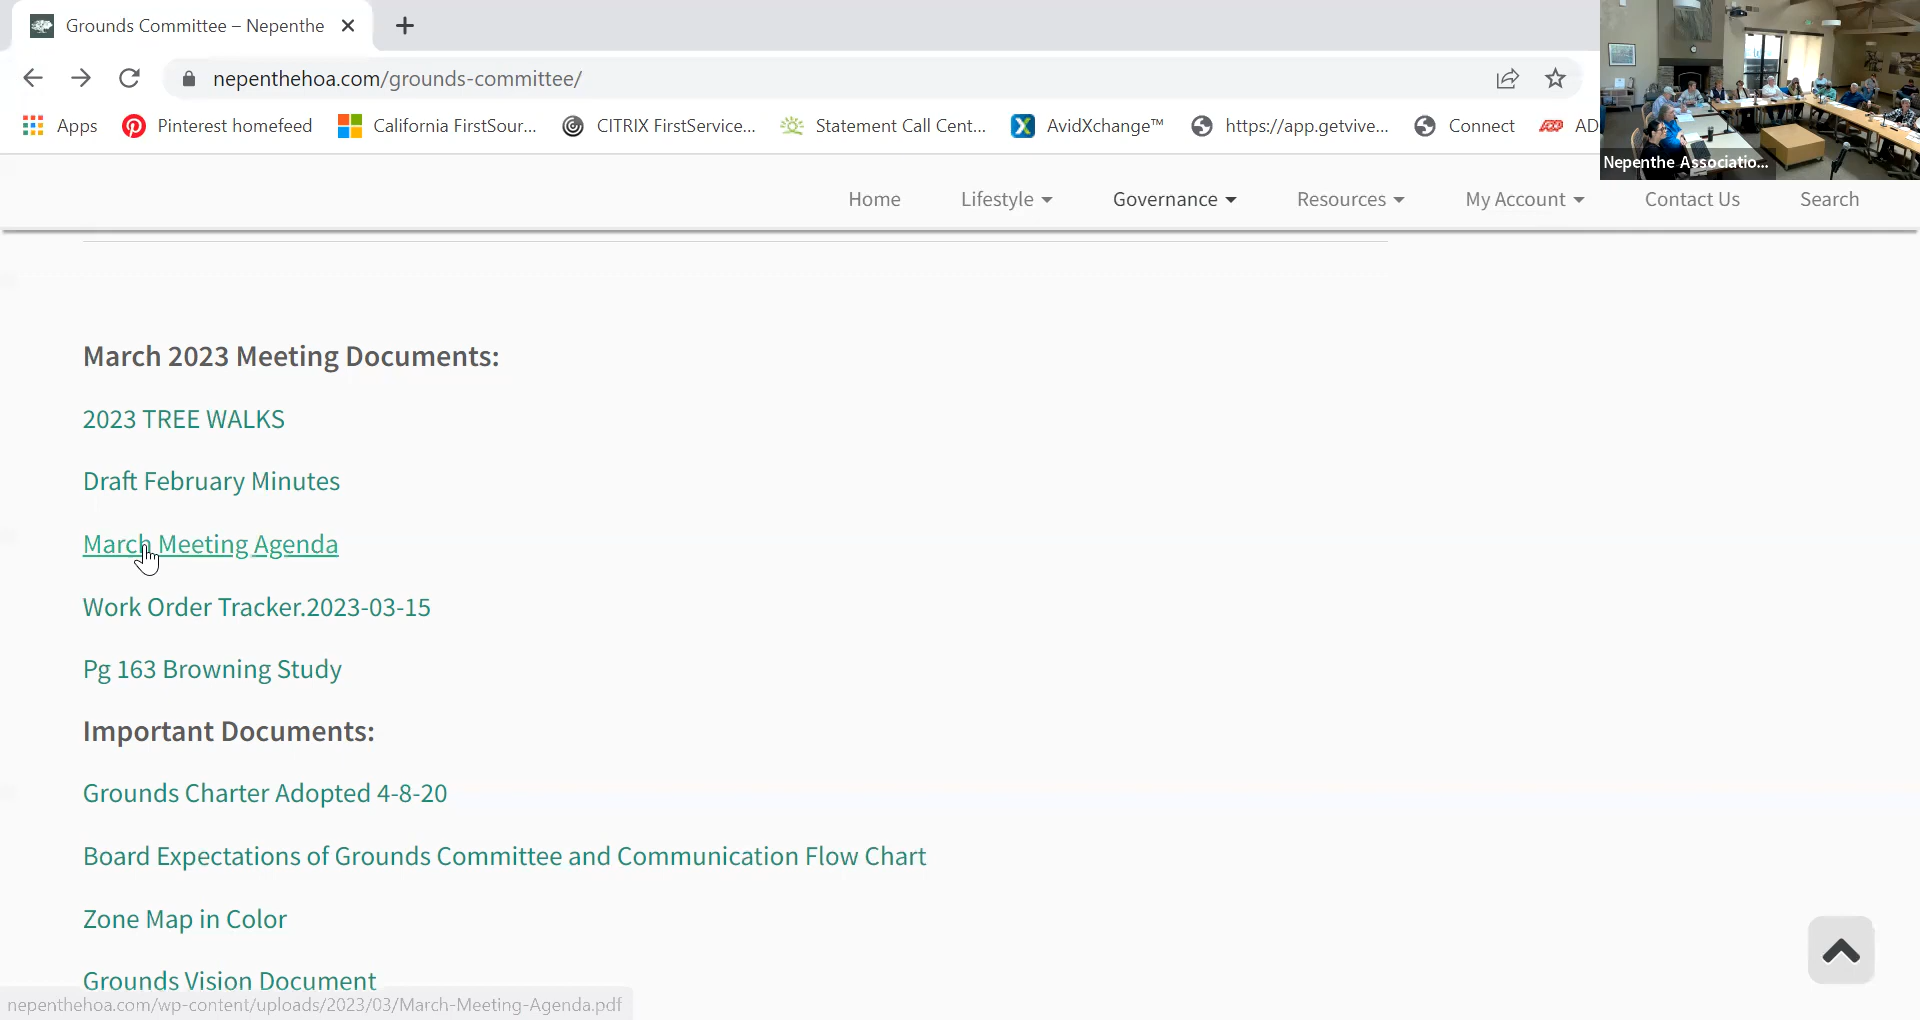 Grounds Committee – Nepenthe
nepenthehoa.com/grounds-committee/
Apps
Pinterest homefeed
California FirstSour...
CITRIX FirstService...
Statement Call Cent...
AvidXchange™
https://app.getvive...
Connect
AD
Nepenthe Associatio...
Home
Lifestyle
Governance
Resources
My Account
Contact Us
Search
March 2023 Meeting Documents:
2023 TREE WALKS
Draft February Minutes
March Meeting Agenda
Work Order Tracker.2023-03-15
Pg 163 Browning Study
Important Documents:
Grounds Charter Adopted 4-8-20
Board Expectations of Grounds Committee and Communication Flow Chart
Zone Map in Color
Grounds Vision Document
nepenthehoa.com/wp-content/uploads/2023/03/March-Meeting-Agenda.pdf